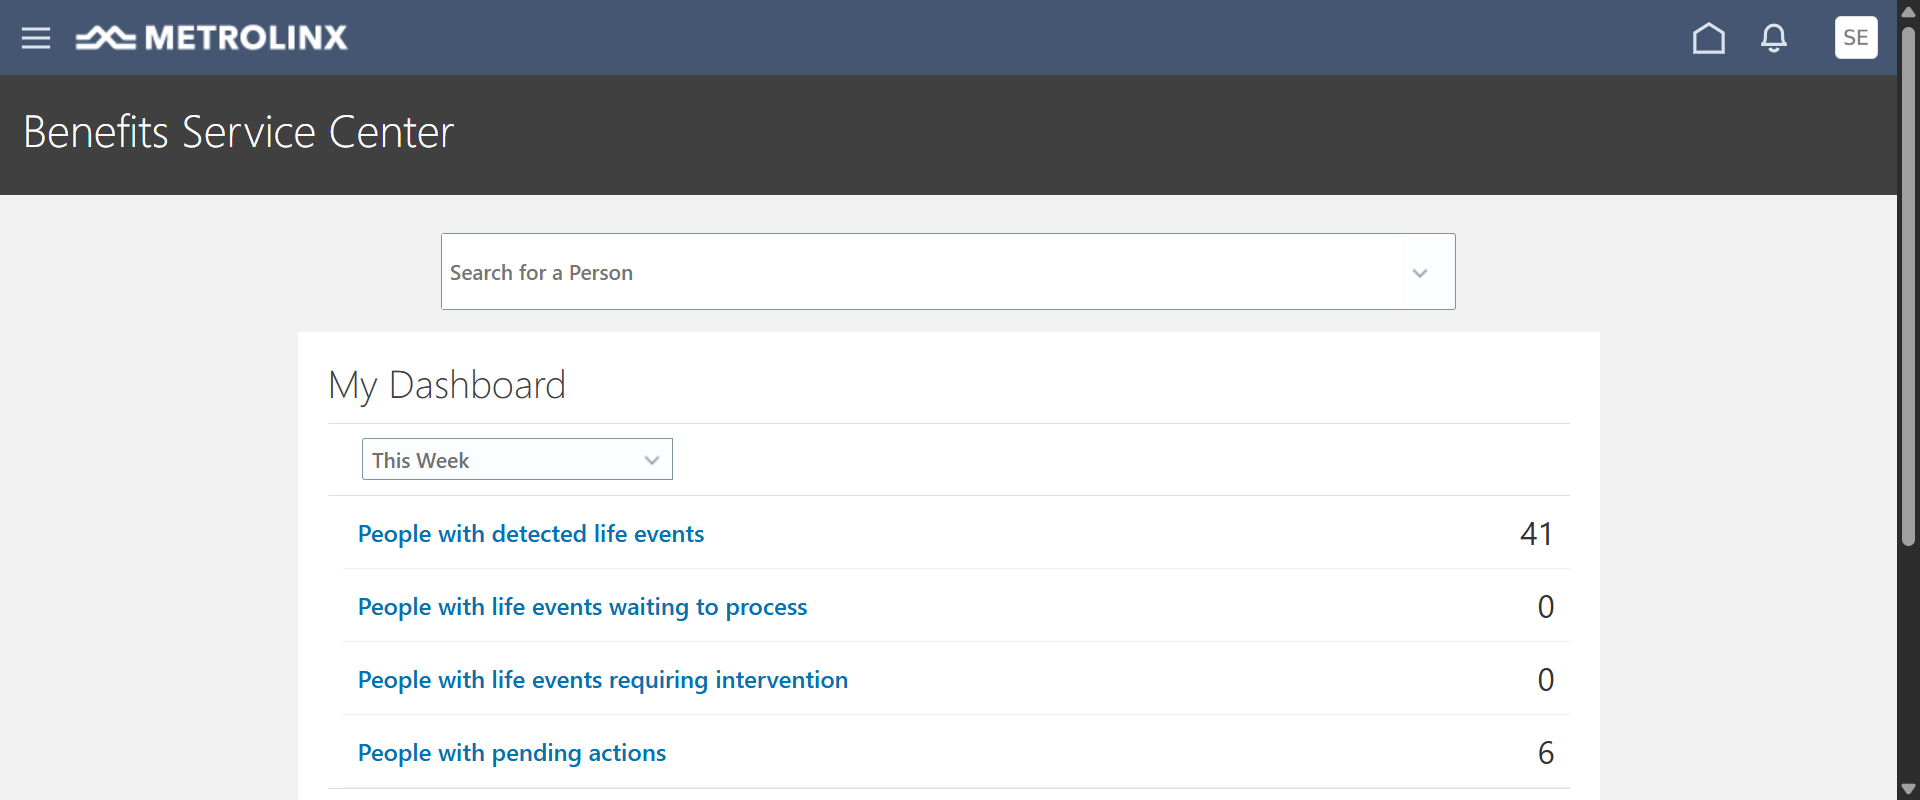 METROLINX
SE
Benefits Service Center
Search for a Person
My Dashboard
This Week
People with detected life events 41
People with life events waiting to process 0
People with life events requiring intervention 0
People with pending actions 6